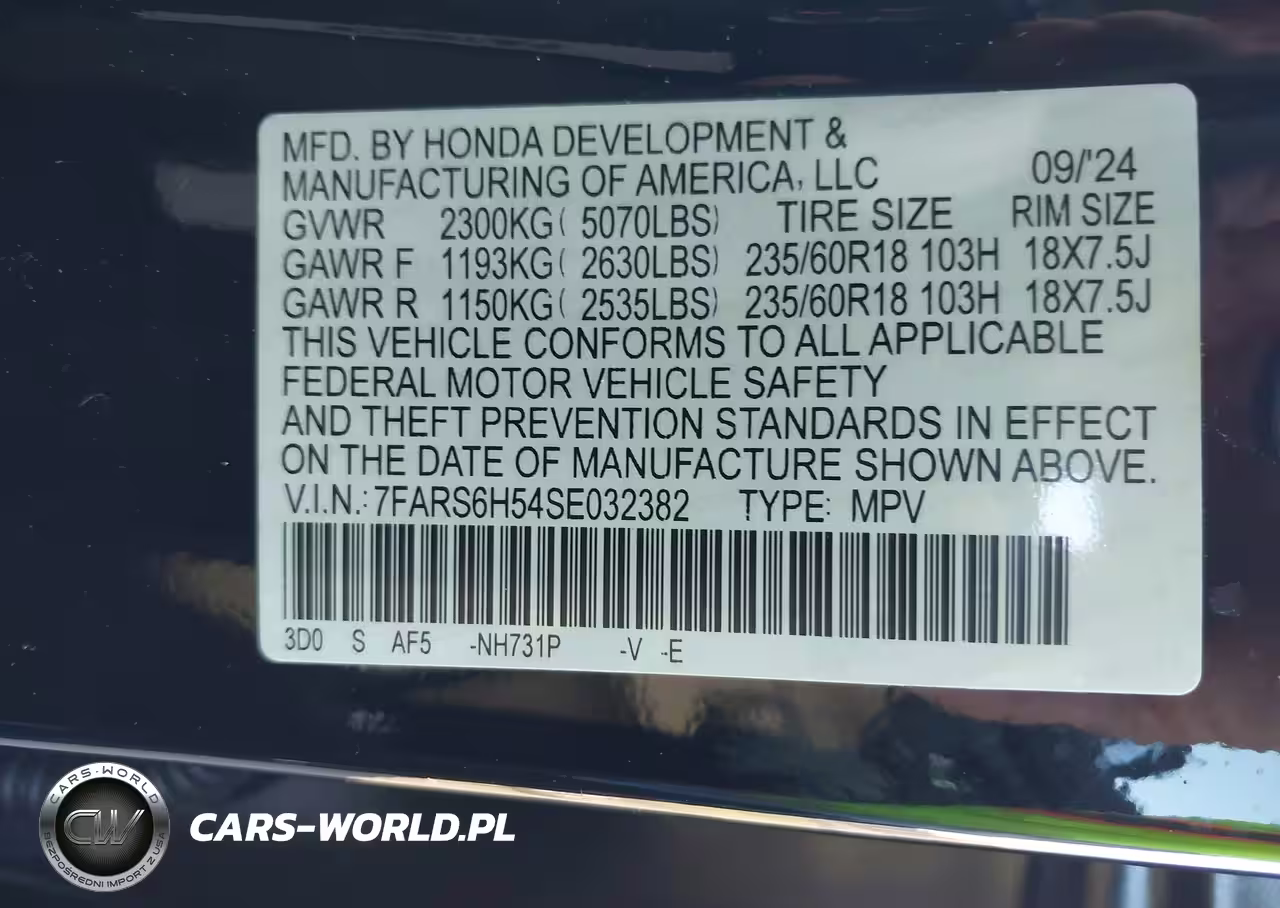 MFD. BY HONDA DEVELOPMENT &
MANUFACTURING OF AMERICA, LLC 09/'24
GVWR 2300KG( 5070LBS) TIRE SIZE RIM SIZE
GAWR F 1193KG( 2630LBS) 235/60R18 103H 18X7.5J
GAWR R 1150KG( 2535LBS) 235/60R18 103H 18X7.5J
THIS VEHICLE CONFORMS TO ALL APPLICABLE
FEDERAL MOTOR VEHICLE SAFETY
AND THEFT PREVENTION STANDARDS IN EFFECT
ON THE DATE OF MANUFACTURE SHOWN ABOVE.
V.I.N.: 7FARS6H54SE032382 TYPE: MPV
3D0 S AF5 -NH731P -V -E
CARS-WORLD
CW
BEZPOŚREDNI IMPORT Z USA
CARS-WORLD.PL